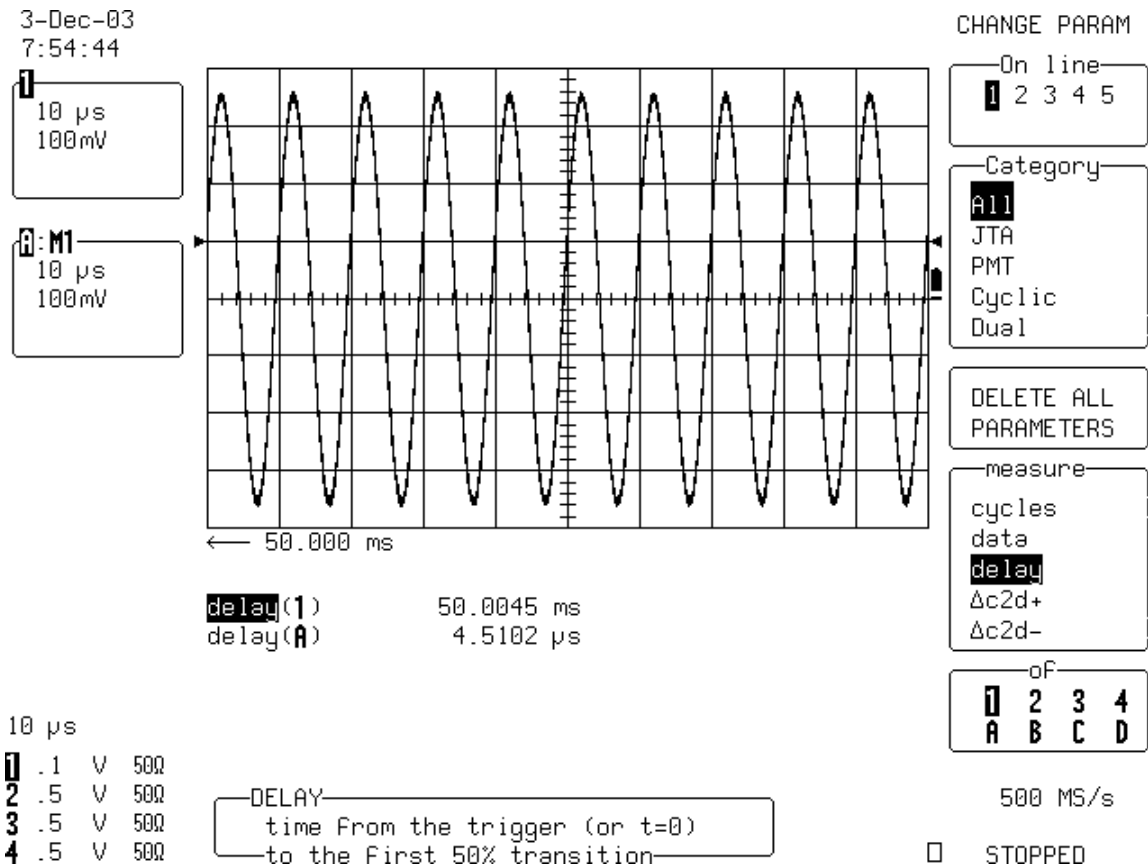 3-Dec-03
7:54:44
1
10 µs
100mV
A:M1
10 µs
100mV
← 50.000 ms
delay(1) 50.0045 ms
delay(A) 4.5102 µs
10 µs
1 .1 V 50Ω
2 .5 V 50Ω
3 .5 V 50Ω
4 .5 V 50Ω
DELAY
time from the trigger (or t=0)
to the first 50% transition
CHANGE PARAM
On line
1 2 3 4 5
Category
All
JTA
PMT
Cyclic
Dual
DELETE ALL
PARAMETERS
measure
cycles
data
delay
Δc2d+
Δc2d-
of
1 2 3 4
A B C D
500 MS/s
STOPPED